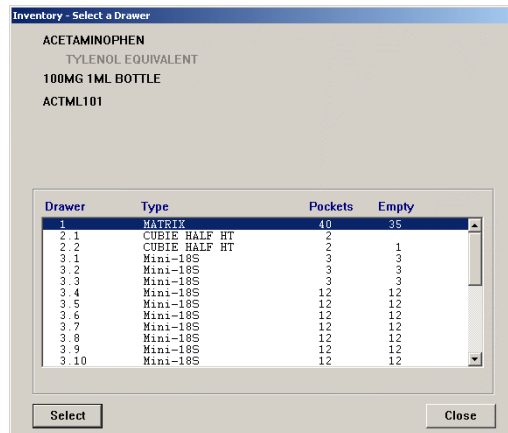 Inventory - Select a Drawer
ACETAMINOPHEN
TYLENOL EQUIVALENT
100MG 1ML BOTTLE
ACTML101
Drawer Type Pockets Empty
1 MATRIX 40 35
2.1 CUBIE HALF HT 2
2.2 CUBIE HALF HT 2 1
3.1 Mini-18S 3 3
3.2 Mini-18S 3 3
3.3 Mini-18S 3 3
3.4 Mini-18S 12 12
3.5 Mini-18S 12 12
3.6 Mini-18S 12 12
3.7 Mini-18S 12 12
3.8 Mini-18S 12 12
3.9 Mini-18S 12 12
3.10 Mini-18S 12 12
Select Close